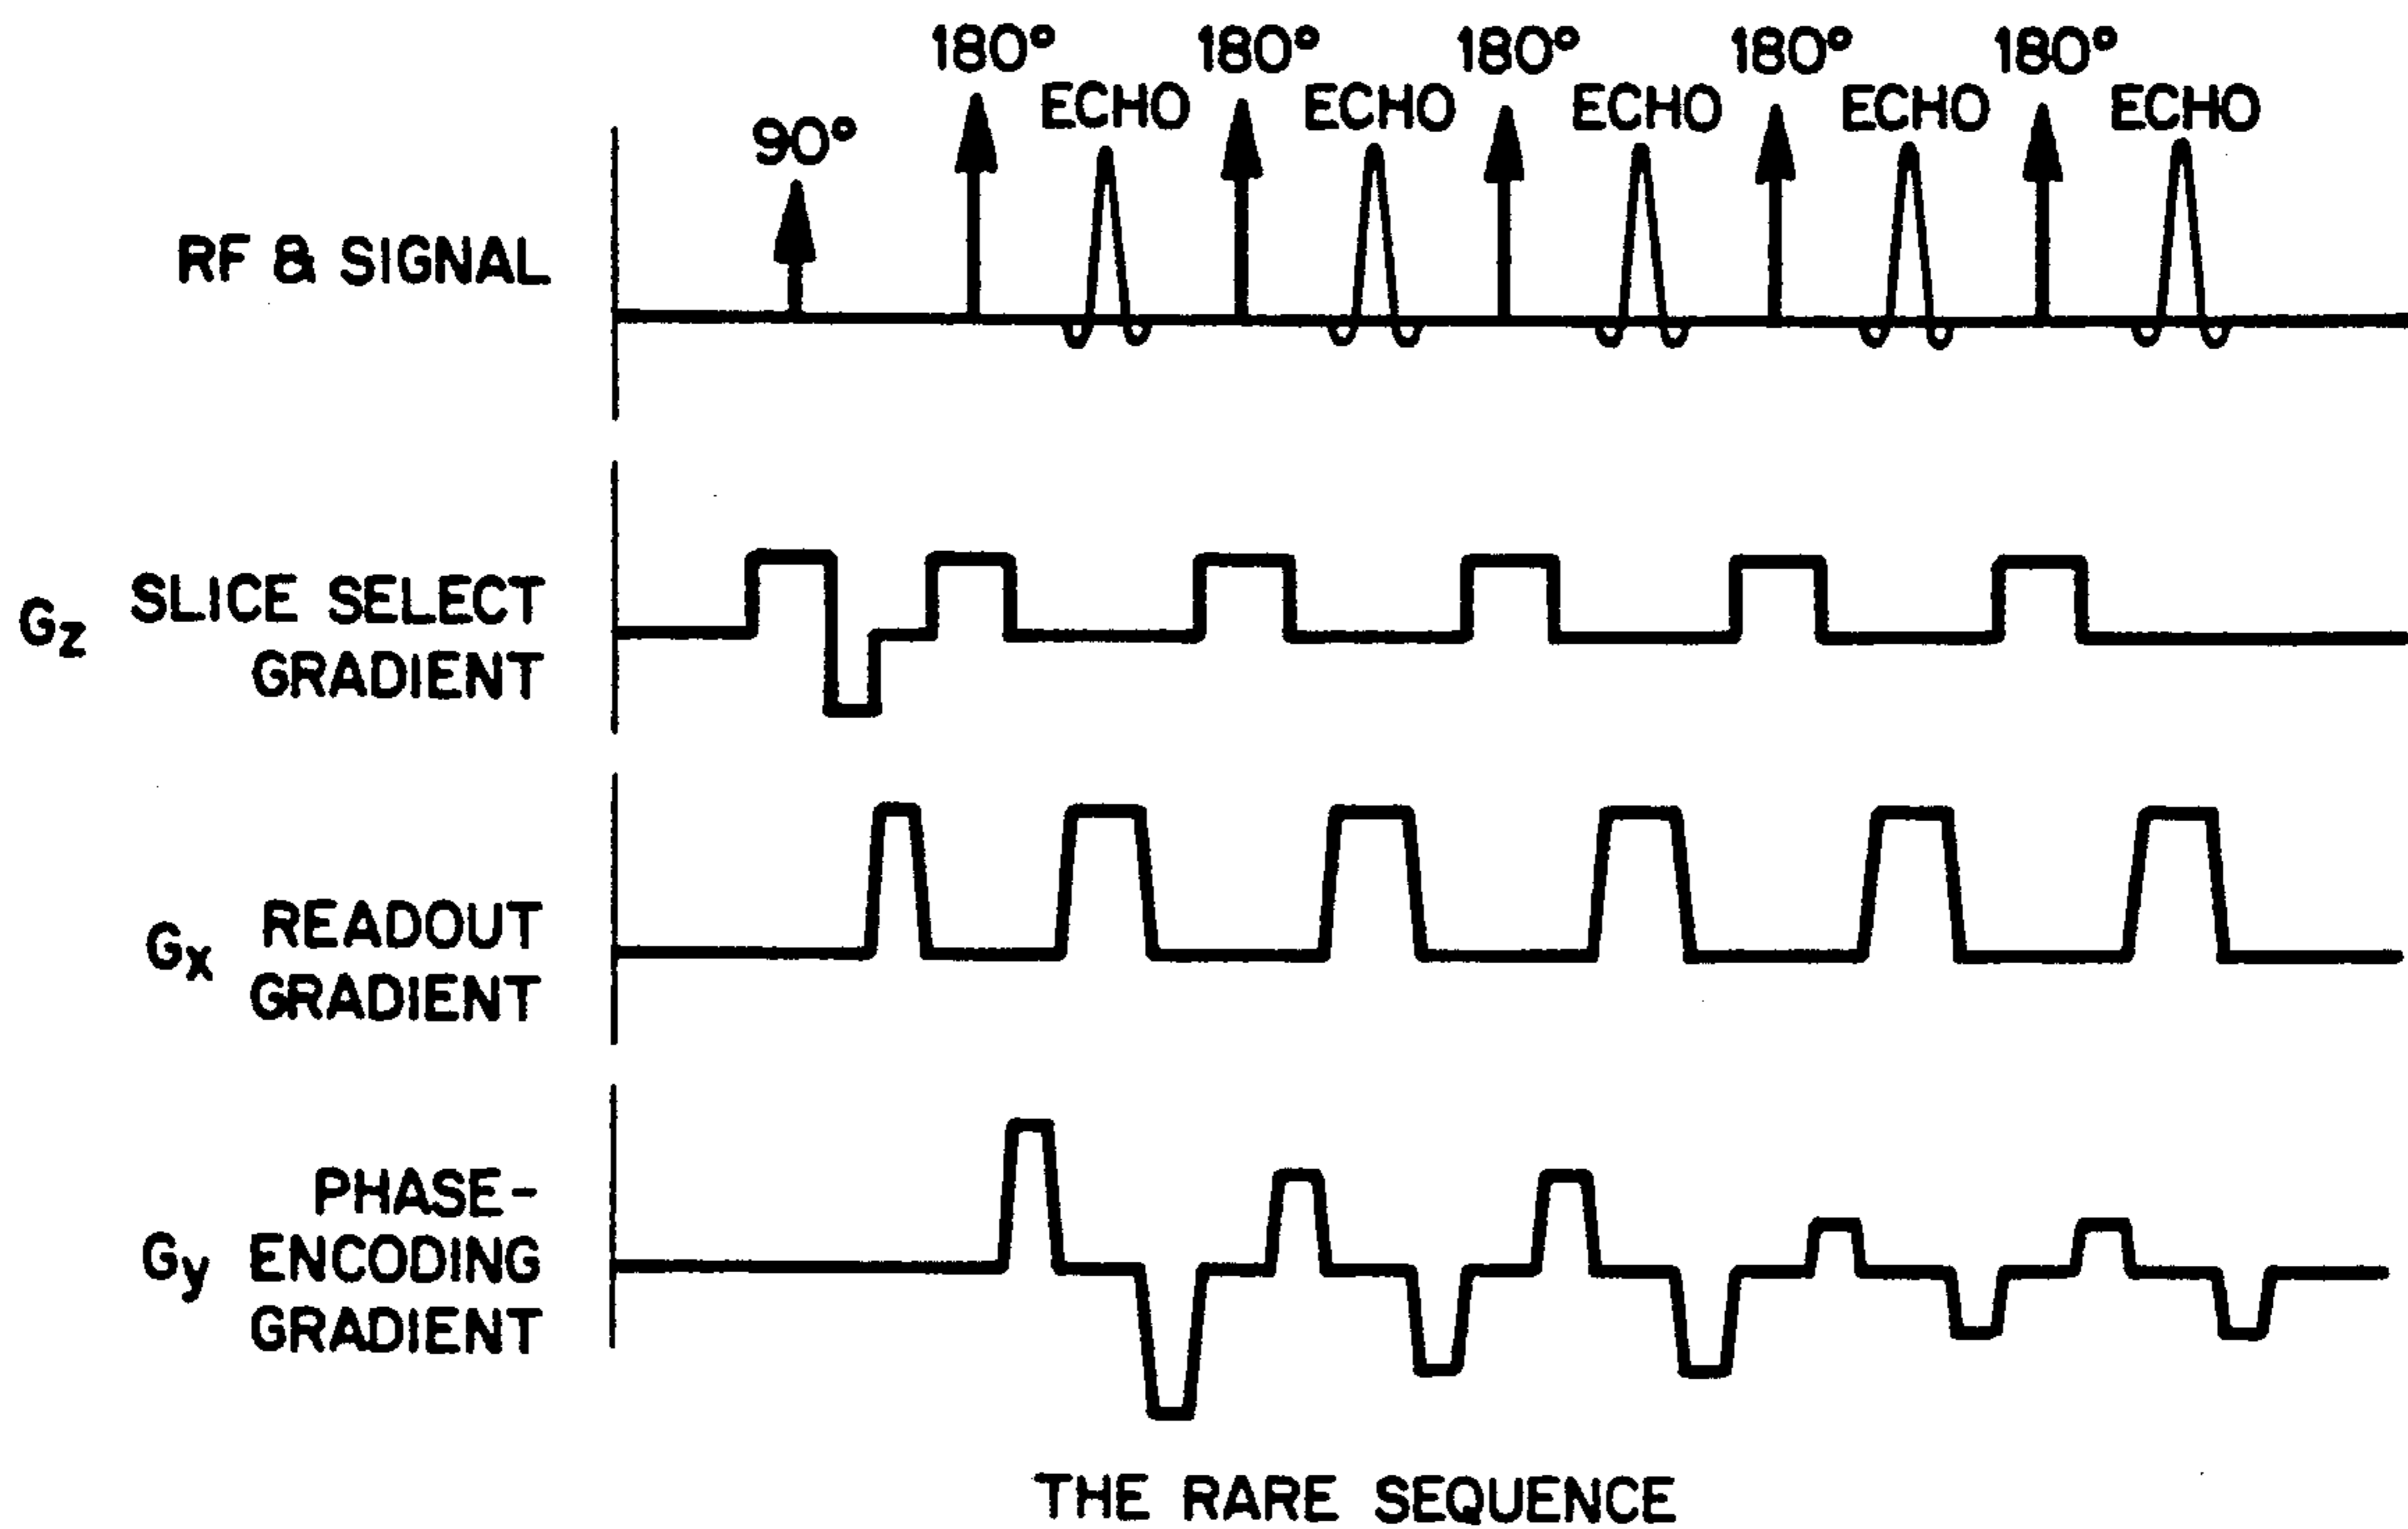 180° 180° 180° 180° 180°
90° ECHO ECHO ECHO ECHO ECHO
RF & SIGNAL
Gz SLICE SELECT
GRADIENT
Gx READOUT
GRADIENT
PHASE-
Gy ENCODING
GRADIENT
THE RARE SEQUENCE